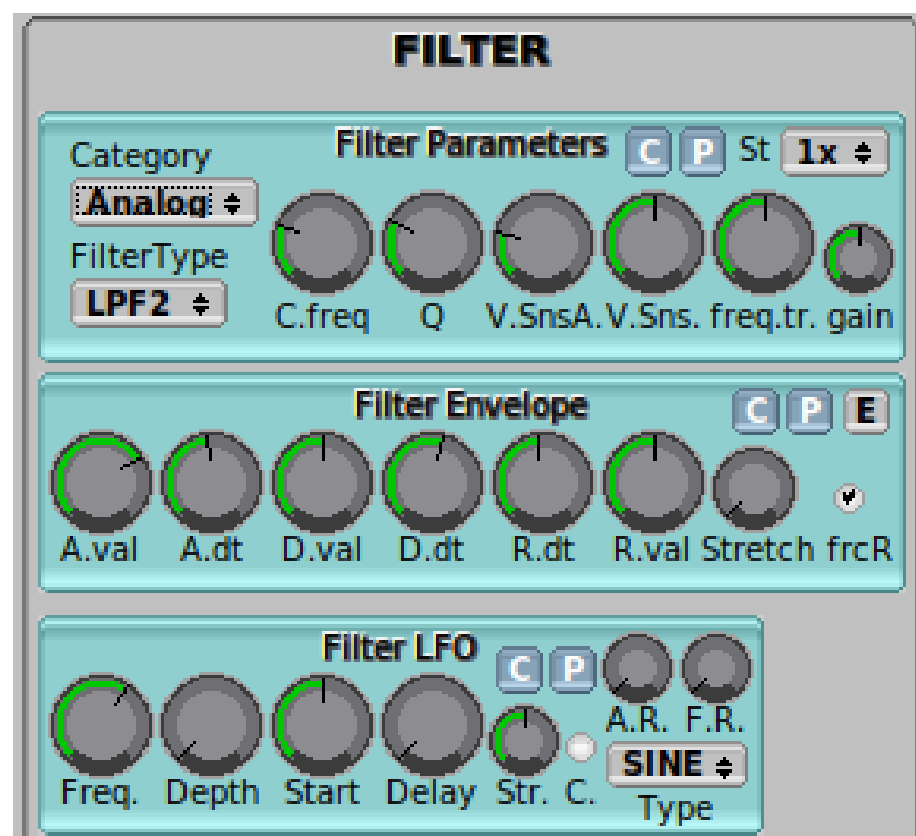 FILTER
Filter Parameters C P St 1x
Category
Analog
FilterType
LPF2
C.freq Q V.SnsA. V.Sns. freq.tr. gain
Filter Envelope C P E
A.val A.dt D.val D.dt R.dt R.val Stretch frcR
Filter LFO C P
A.R. F.R.
SINE
Freq. Depth Start Delay Str. C. Type